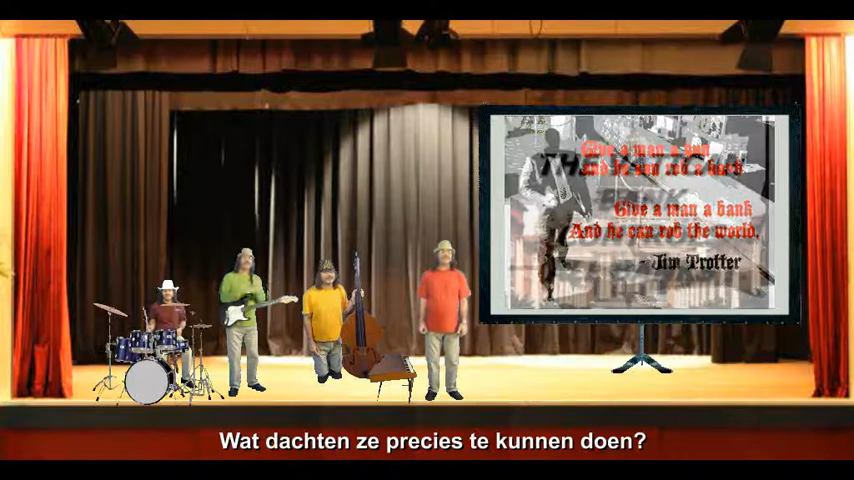 Give a man a gun
and he can rob a bank.
Give a man a bank
And he can rob the world.
- Jim Trotter
Wat dachten ze precies te kunnen doen?